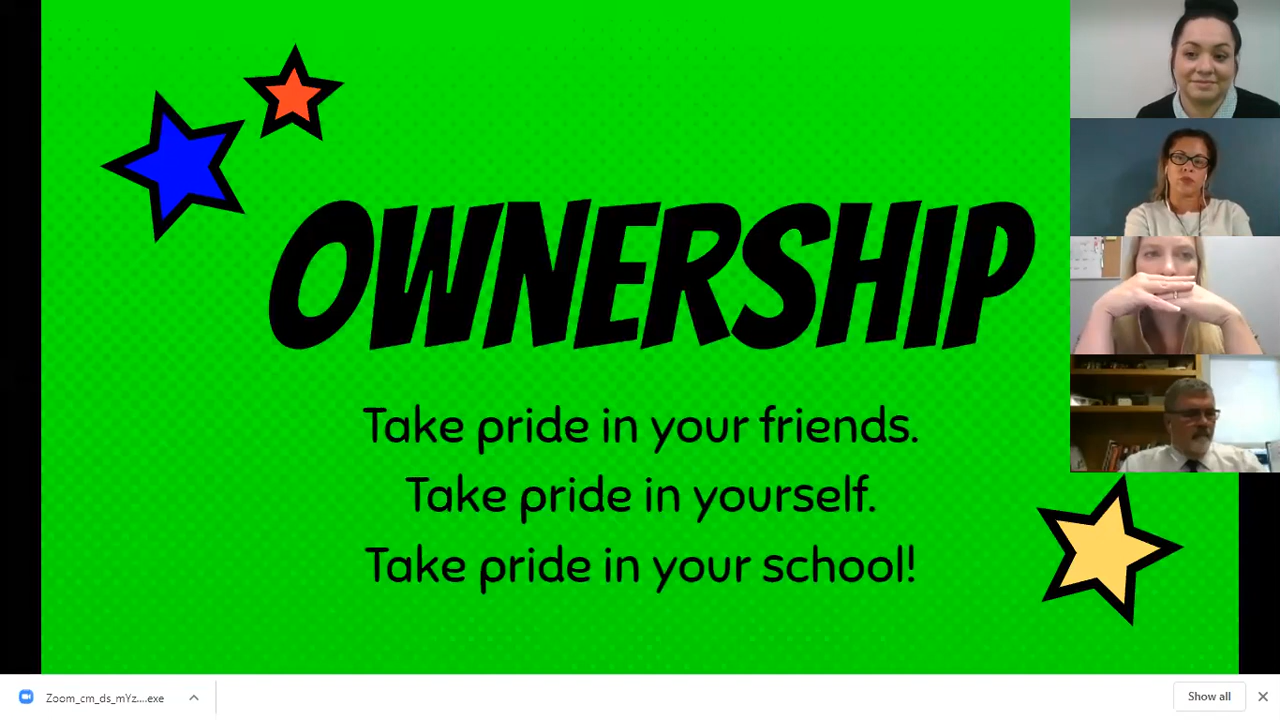 OWNERSHIP
Take pride in your friends.
Take pride in yourself.
Take pride in your school!
Zoom_cm_ds_mYz....exe
Show all